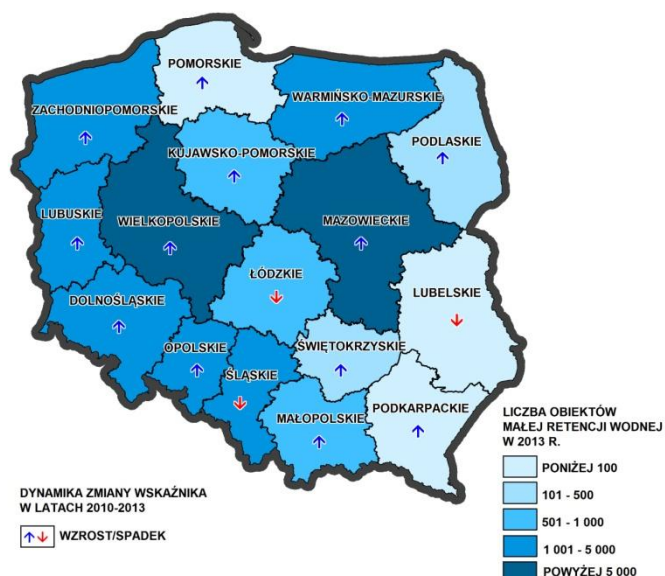 POMORSKIE
ZACHODNIOPOMORSKIE
WARMIŃSKO-MAZURSKIE
PODLASKIE
KUJAWSKO-POMORSKIE
LUBUSKIE
WIELKOPOLSKIE
MAZOWIECKIE
ŁÓDZKIE
LUBELSKIE
DOLNOŚLĄSKIE
OPOLSKIE
ŚWIĘTOKRZYSKIE
ŚLĄSKIE
MAŁOPOLSKIE
PODKARPACKIE
LICZBA OBIEKTÓW
MAŁEJ RETENCJI WODNEJ
W 2013 R.
PONIŻEJ 100
101 - 500
501 - 1 000
1 001 - 5 000
POWYŻEJ 5 000
DYNAMIKA ZMIANY WSKAŹNIKA
W LATACH 2010-2013
WZROST/SPADEK